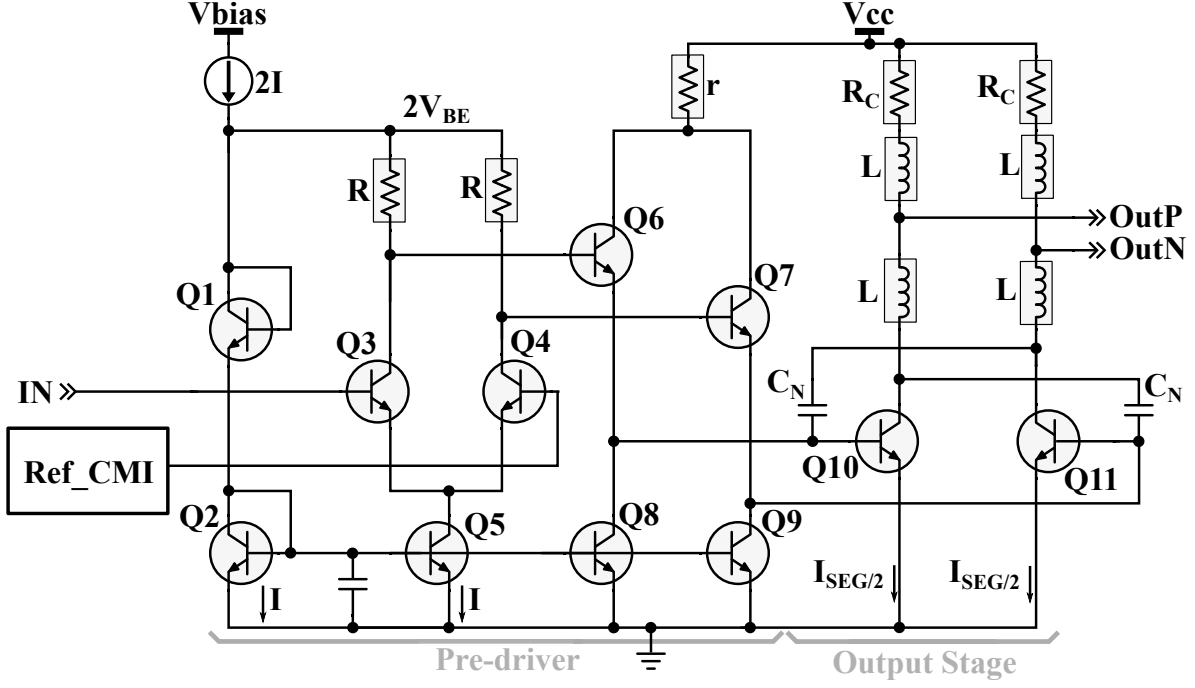 Vbias
Vcc
2I
r
R_C
R_C
2V_BE
L
L
R
R
Q6
OutP
OutN
Q7
Q1
L
L
Q3
Q4
IN
C_N
C_N
Ref_CMI
Q10
Q11
Q2
Q5
Q8
Q9
I
I
I_SEG/2
I_SEG/2
Pre-driver
Output Stage